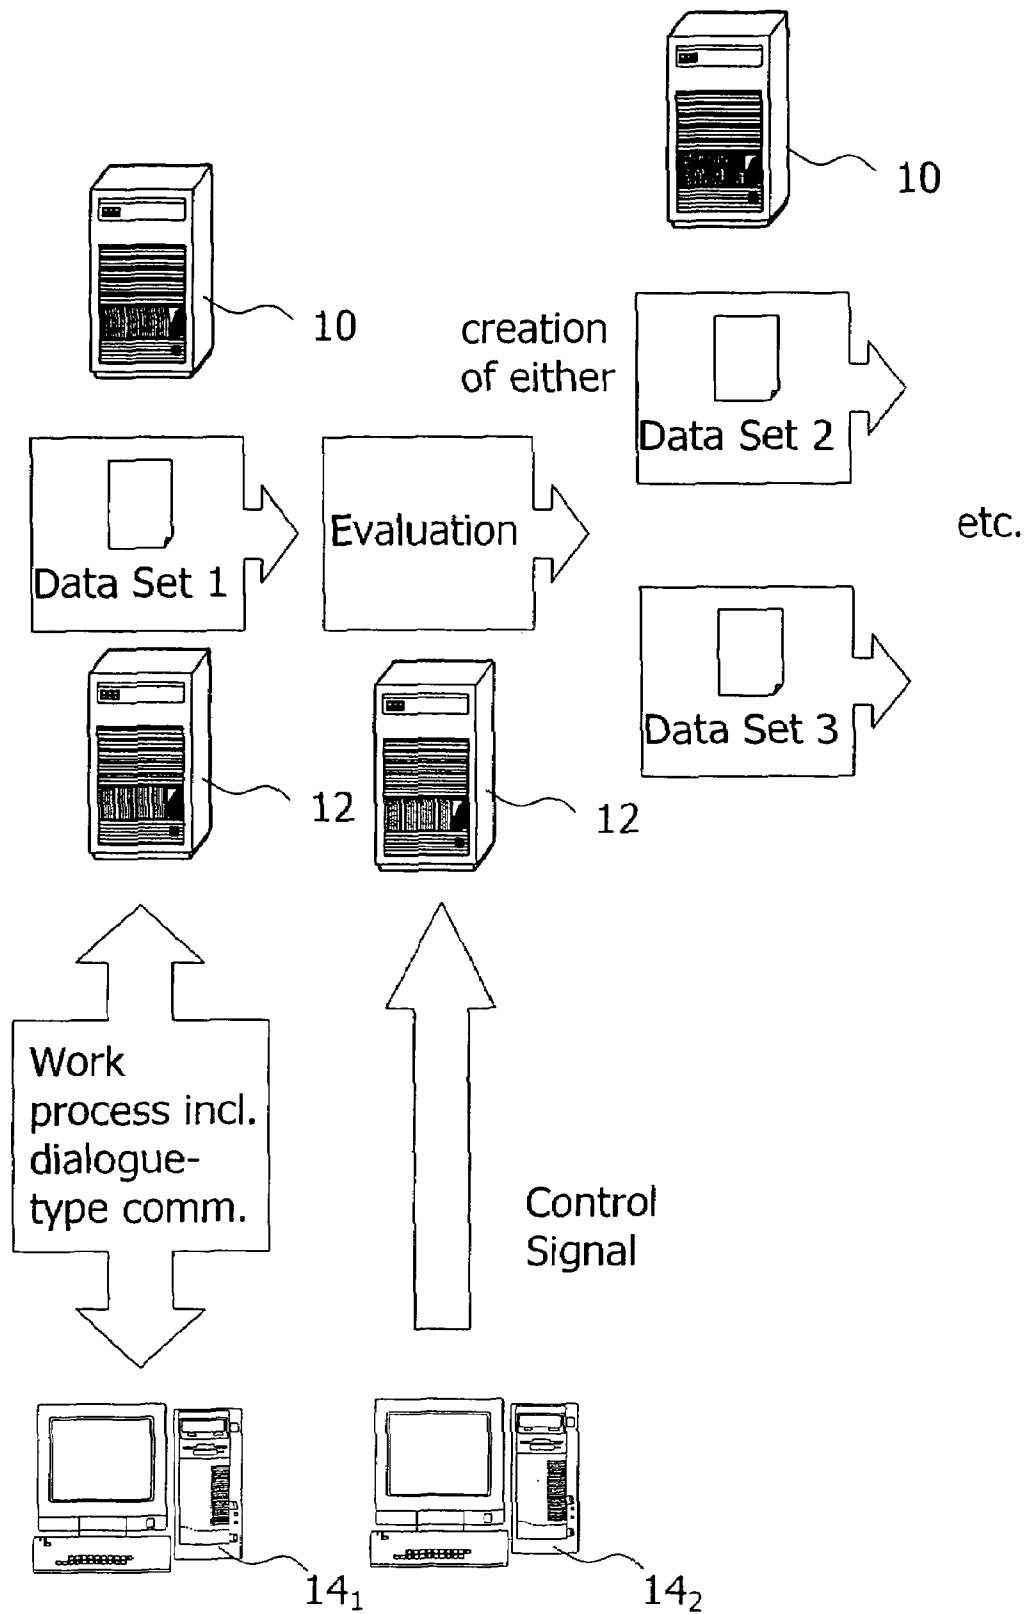 10
10
creation
of either
Data Set 2
Data Set 1
Evaluation
etc.
Data Set 3
12
12
Work
process incl.
dialogue-
type comm.
Control
Signal
14₁
14₂